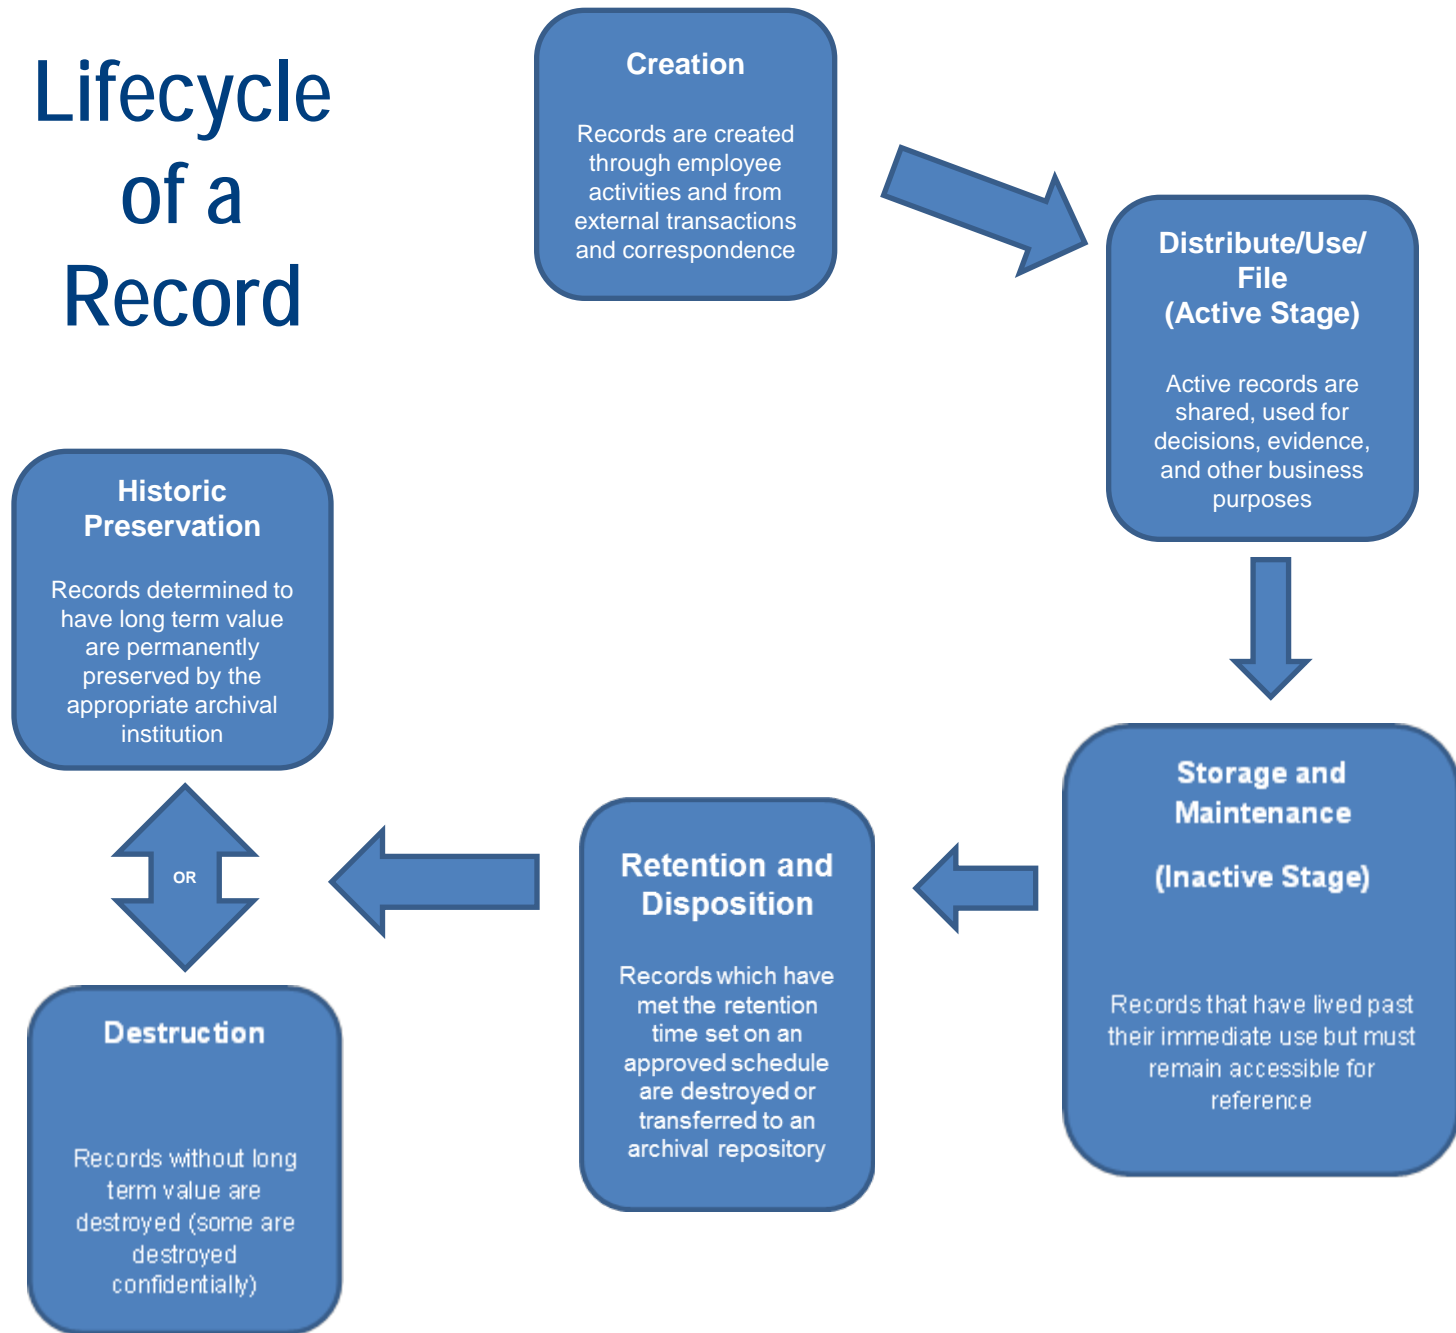 Lifecycle
of a
Record
Creation
Records are created
through employee
activities and from
external transactions
and correspondence
Distribute/Use/
File
(Active Stage)
Active records are
shared, used for
decisions, evidence,
and other business
purposes
Storage and
Maintenance
(Inactive Stage)
Records that have lived past
their immediate use but must
remain accessible for
reference
Retention and
Disposition
Records which have
met the retention
time set on an
approved schedule
are destroyed or
transferred to an
archival repository
Historic
Preservation
Records determined to
have long term value
are permanently
preserved by the
appropriate archival
institution
OR
Destruction
Records without long
term value are
destroyed (some are
destroyed
confidentially)